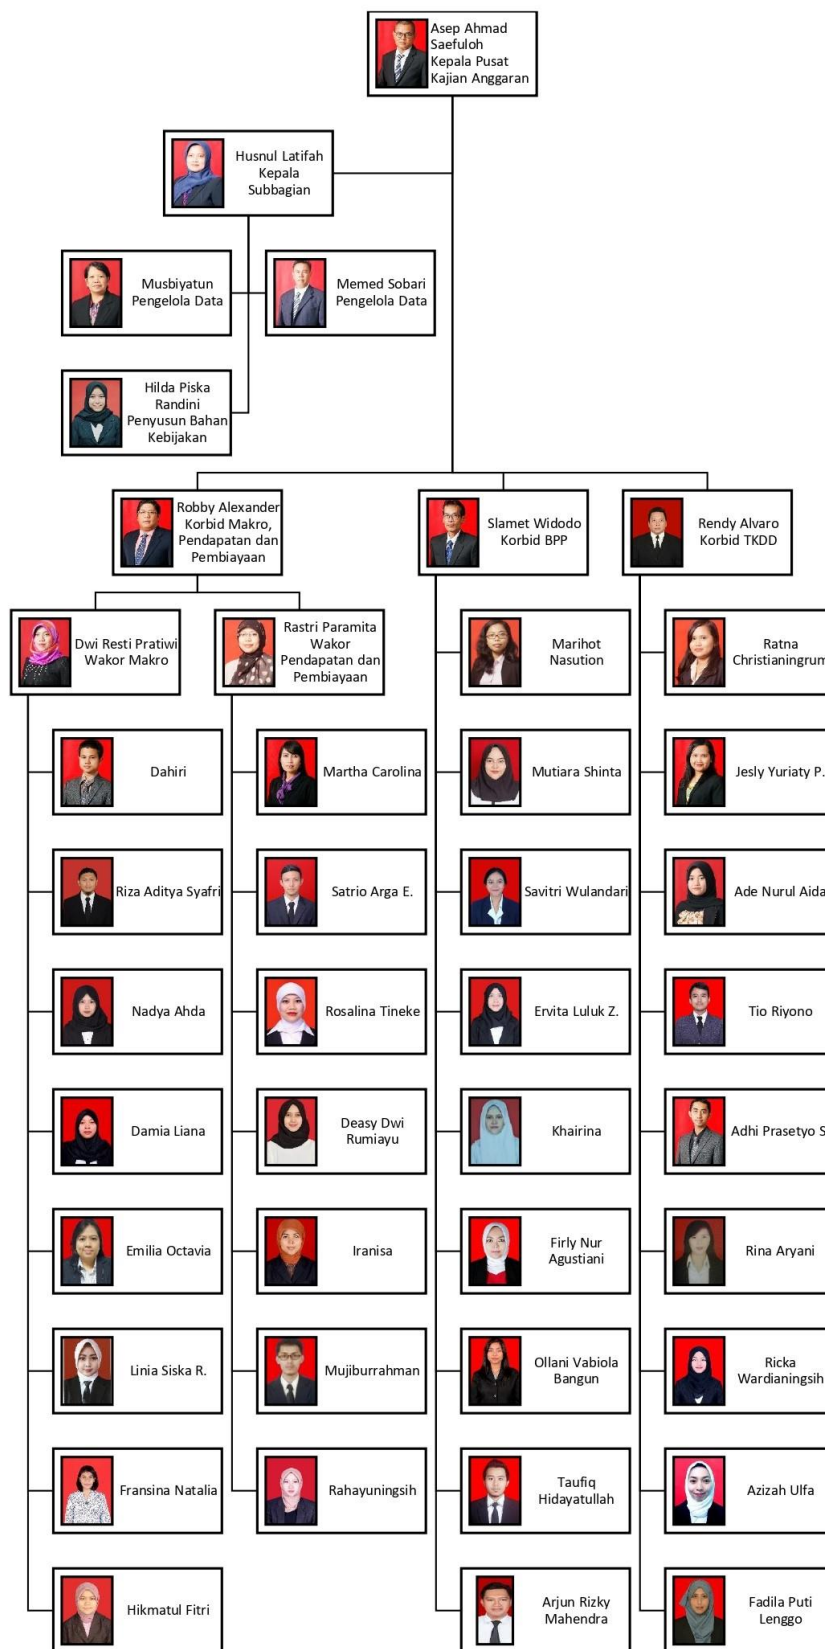 Asep Ahmad
Saefuloh
Kepala Pusat
Kajian Anggaran
Husnul Latifah
Kepala
Subbagian
Musbiyatun
Pengelola Data
Memed Sobari
Pengelola Data
Hilda Piska
Randini
Penyusun Bahan
Kebijakan
Robby Alexander
Korbid Makro,
Pendapatan dan
Pembiayaan
Slamet Widodo
Korbid BPP
Rendy Alvaro
Korbid TKDD
Dwi Resti Pratiwi
Wakor Makro
Rastri Paramita
Wakor
Pendapatan dan
Pembiayaan
Marihot
Nasution
Ratna
Christianingrum
Dahiri
Martha Carolina
Mutiara Shinta
Jesly Yuriaty P.
Riza Aditya Syafri
Satrio Arga E.
Savitri Wulandari
Ade Nurul Aida
Nadya Ahda
Rosalina Tineke
Ervita Luluk Z.
Tio Riyono
Damia Liana
Deasy Dwi
Rumiayu
Khairina
Adhi Prasetyo S
Emilia Octavia
Iranisa
Firly Nur
Agustiani
Rina Aryani
Linia Siska R.
Mujiburrahman
Ollani Vabiola
Bangun
Ricka
Wardianingsih
Fransina Natalia
Rahayuningsih
Taufiq
Hidayatullah
Azizah Ulfa
Hikmatul Fitri
Arjun Rizky
Mahendra
Fadila Puti
Lenggo